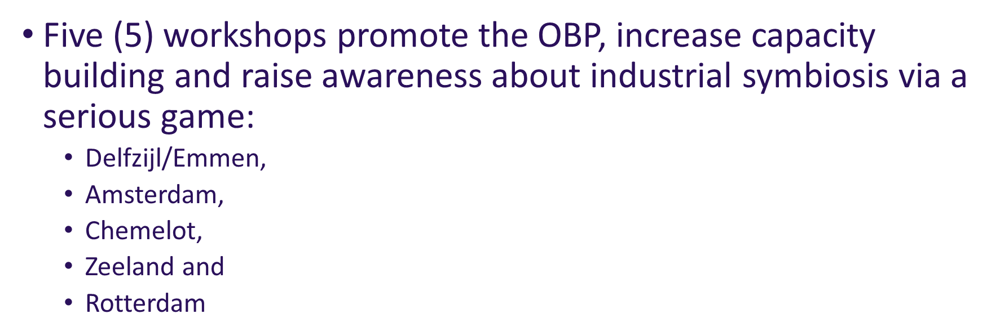 • Five (5) workshops promote the OBP, increase capacity
building and raise awareness about industrial symbiosis via a
serious game:
• Delfzijl/Emmen,
• Amsterdam,
• Chemelot,
• Zeeland and
• Rotterdam